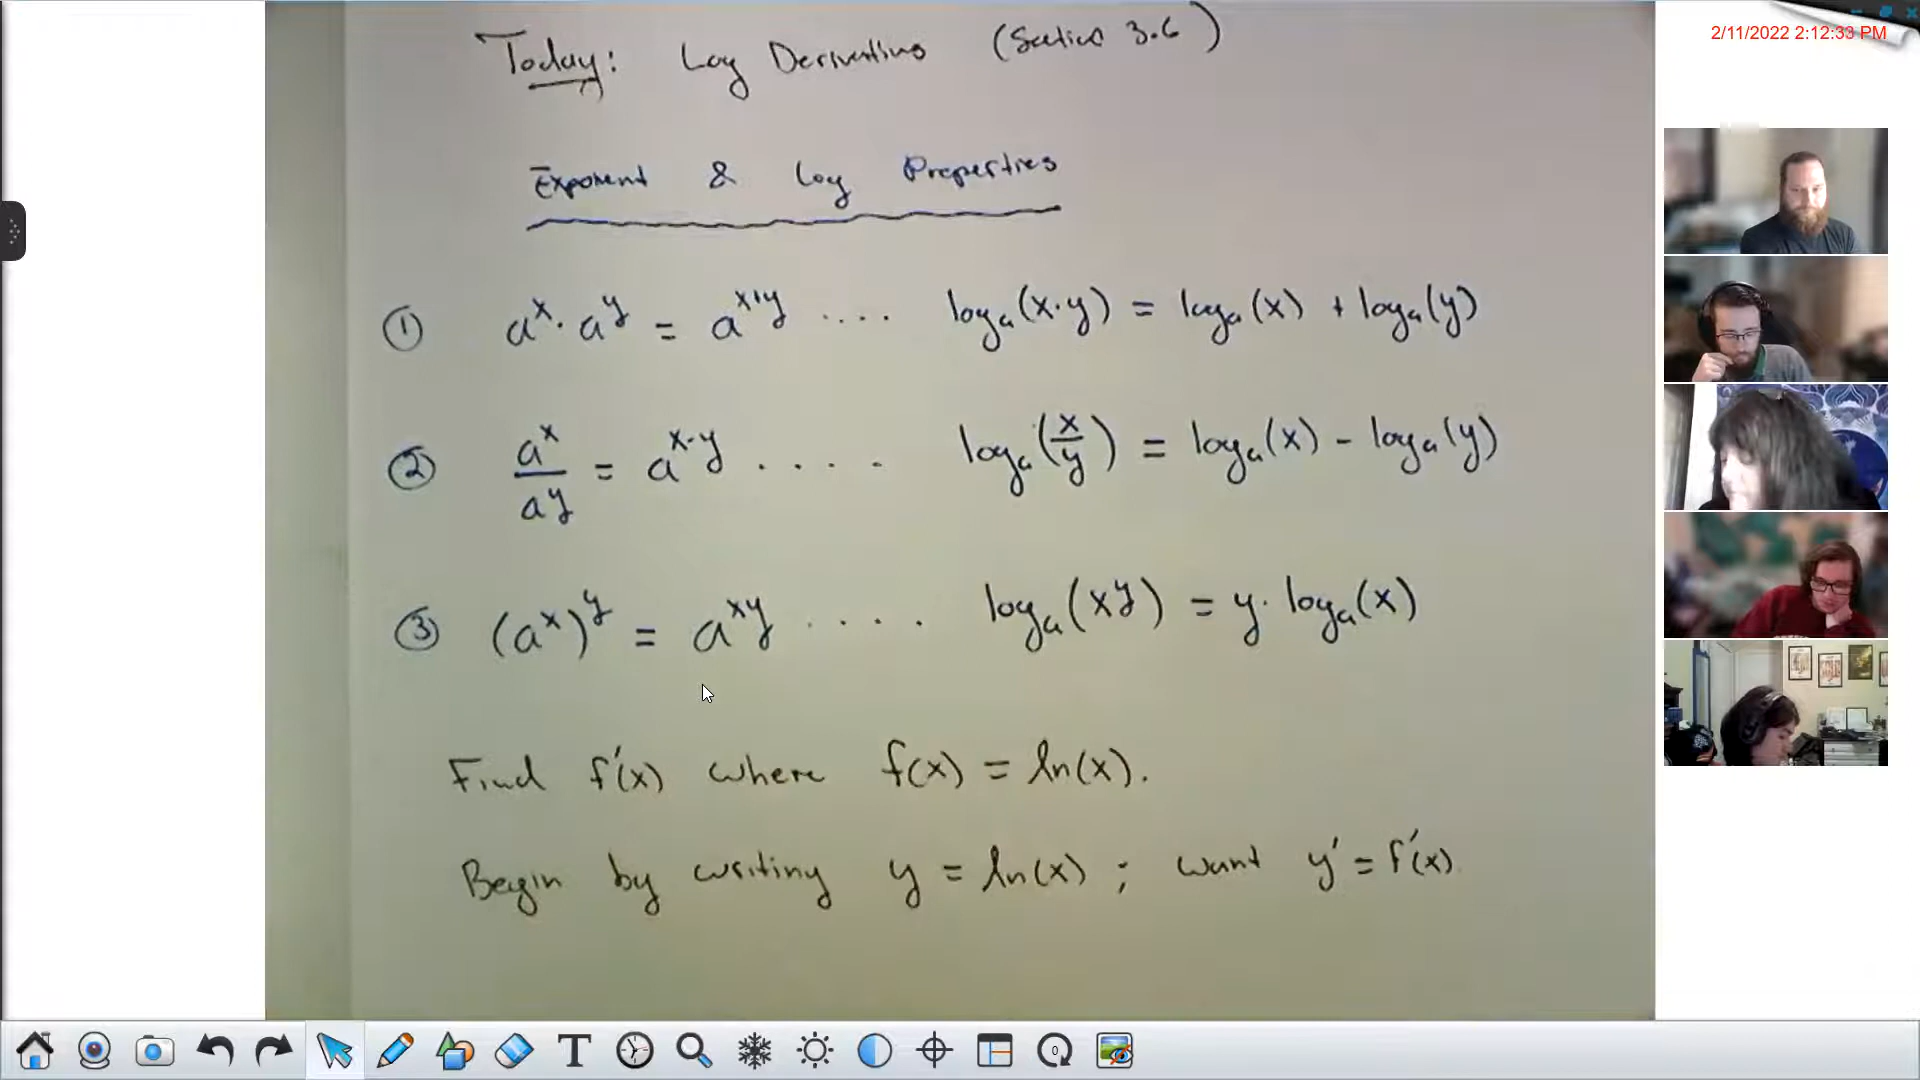 2/11/2022 2:12:33 PM
Today: Log Derivatives (Section 3.6)
Exponent & Log Properties
① a^x · a^y = a^{x+y} .... log_a(x·y) = log_a(x) + log_a(y)
② a^x/a^y = a^{x-y} ..... log_a(x/y) = log_a(x) - log_a(y)
③ (a^x)^y = a^{xy} .... log_a(x^y) = y · log_a(x)
Find f'(x) where f(x) = ln(x).
Begin by writing y = ln(x) ; want y' = f'(x).
T
0